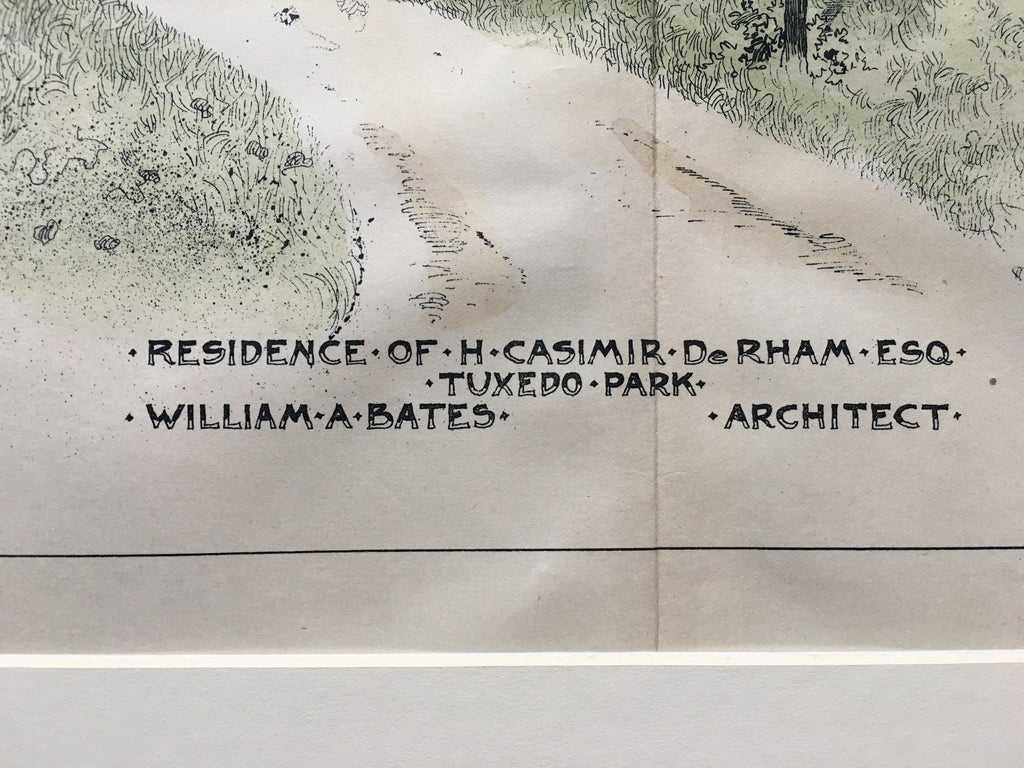 · RESIDENCE · OF · H · CASIMIR · De RHAM · ESQ ·
· TUXEDO · PARK ·
· WILLIAM · A · BATES · · ARCHITECT ·